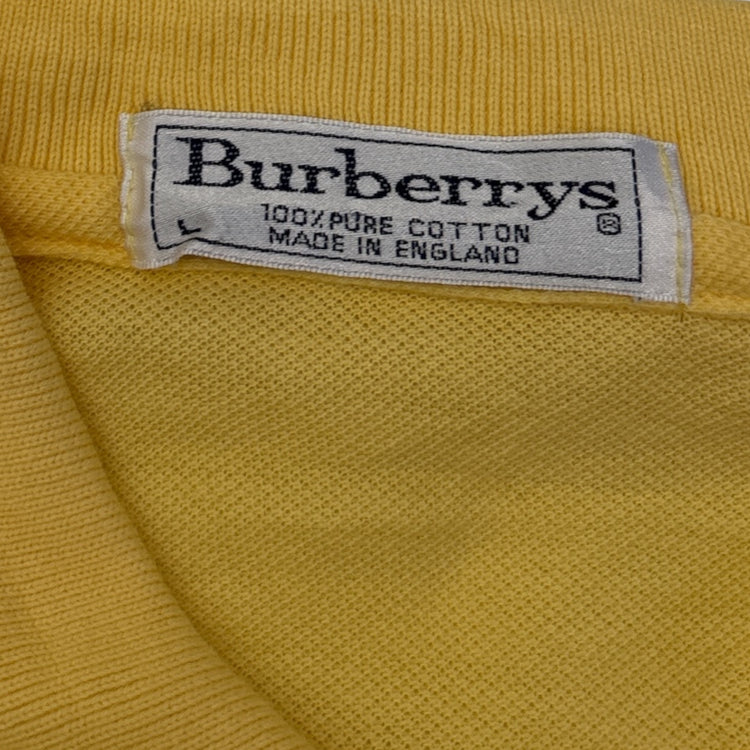 Burberrys
100% PURE COTTON ®
L MADE IN ENGLAND